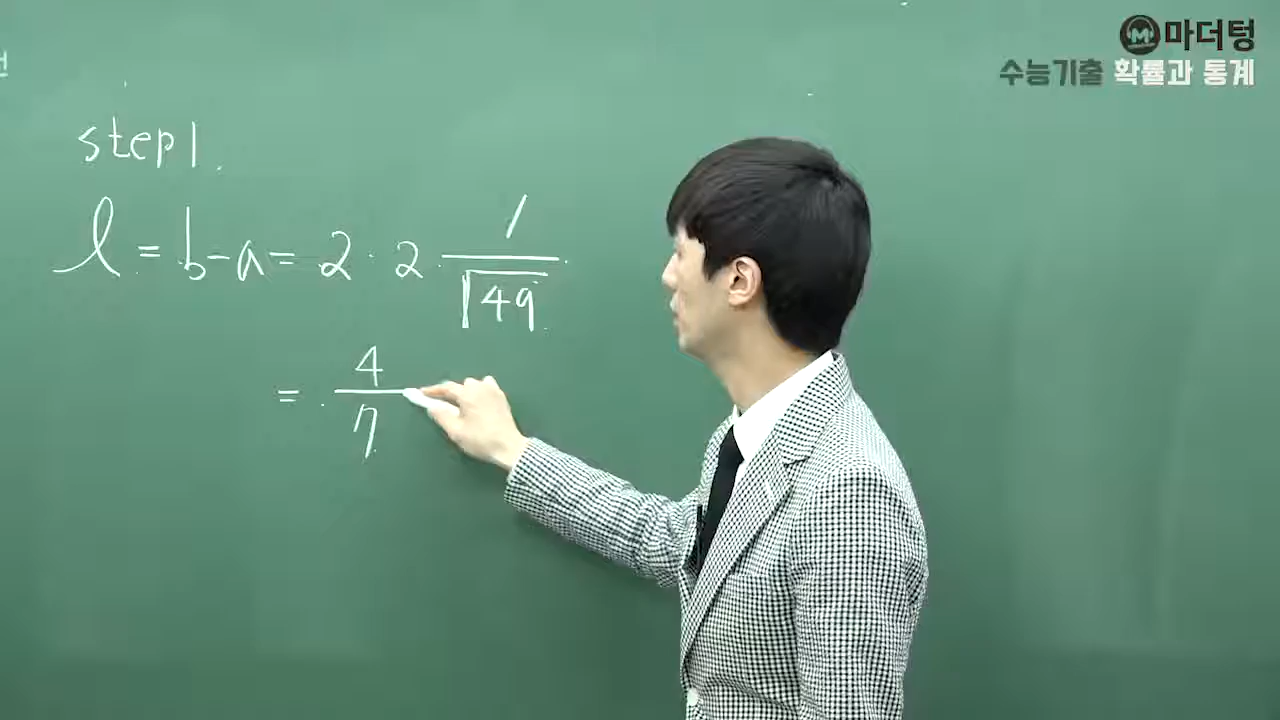 마더텅
수능기출 확률과 통계
step1.
l = b-a = 2 · 2 · 1/√49
= 4/7